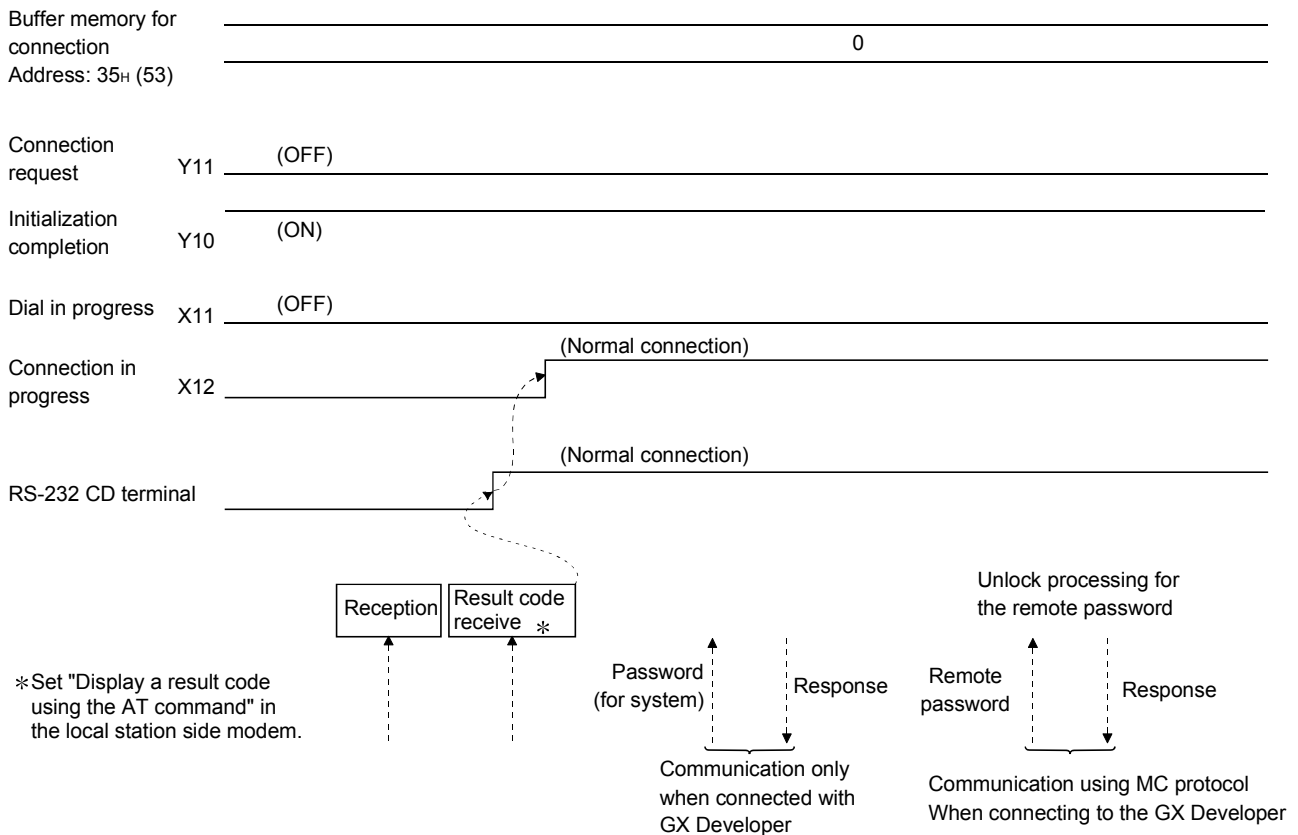 Buffer memory for
connection
Address: 35H (53)
0
Connection
request
Y11
(OFF)
Initialization
completion
Y10
(ON)
Dial in progress
X11
(OFF)
Connection in
progress
X12
(Normal connection)
RS-232 CD terminal
(Normal connection)
Reception
Result code
receive *
*Set "Display a result code
using the AT command" in
the local station side modem.
Password
(for system)
Response
Communication only
when connected with
GX Developer
Unlock processing for
the remote password
Remote
password
Response
Communication using MC protocol
When connecting to the GX Developer